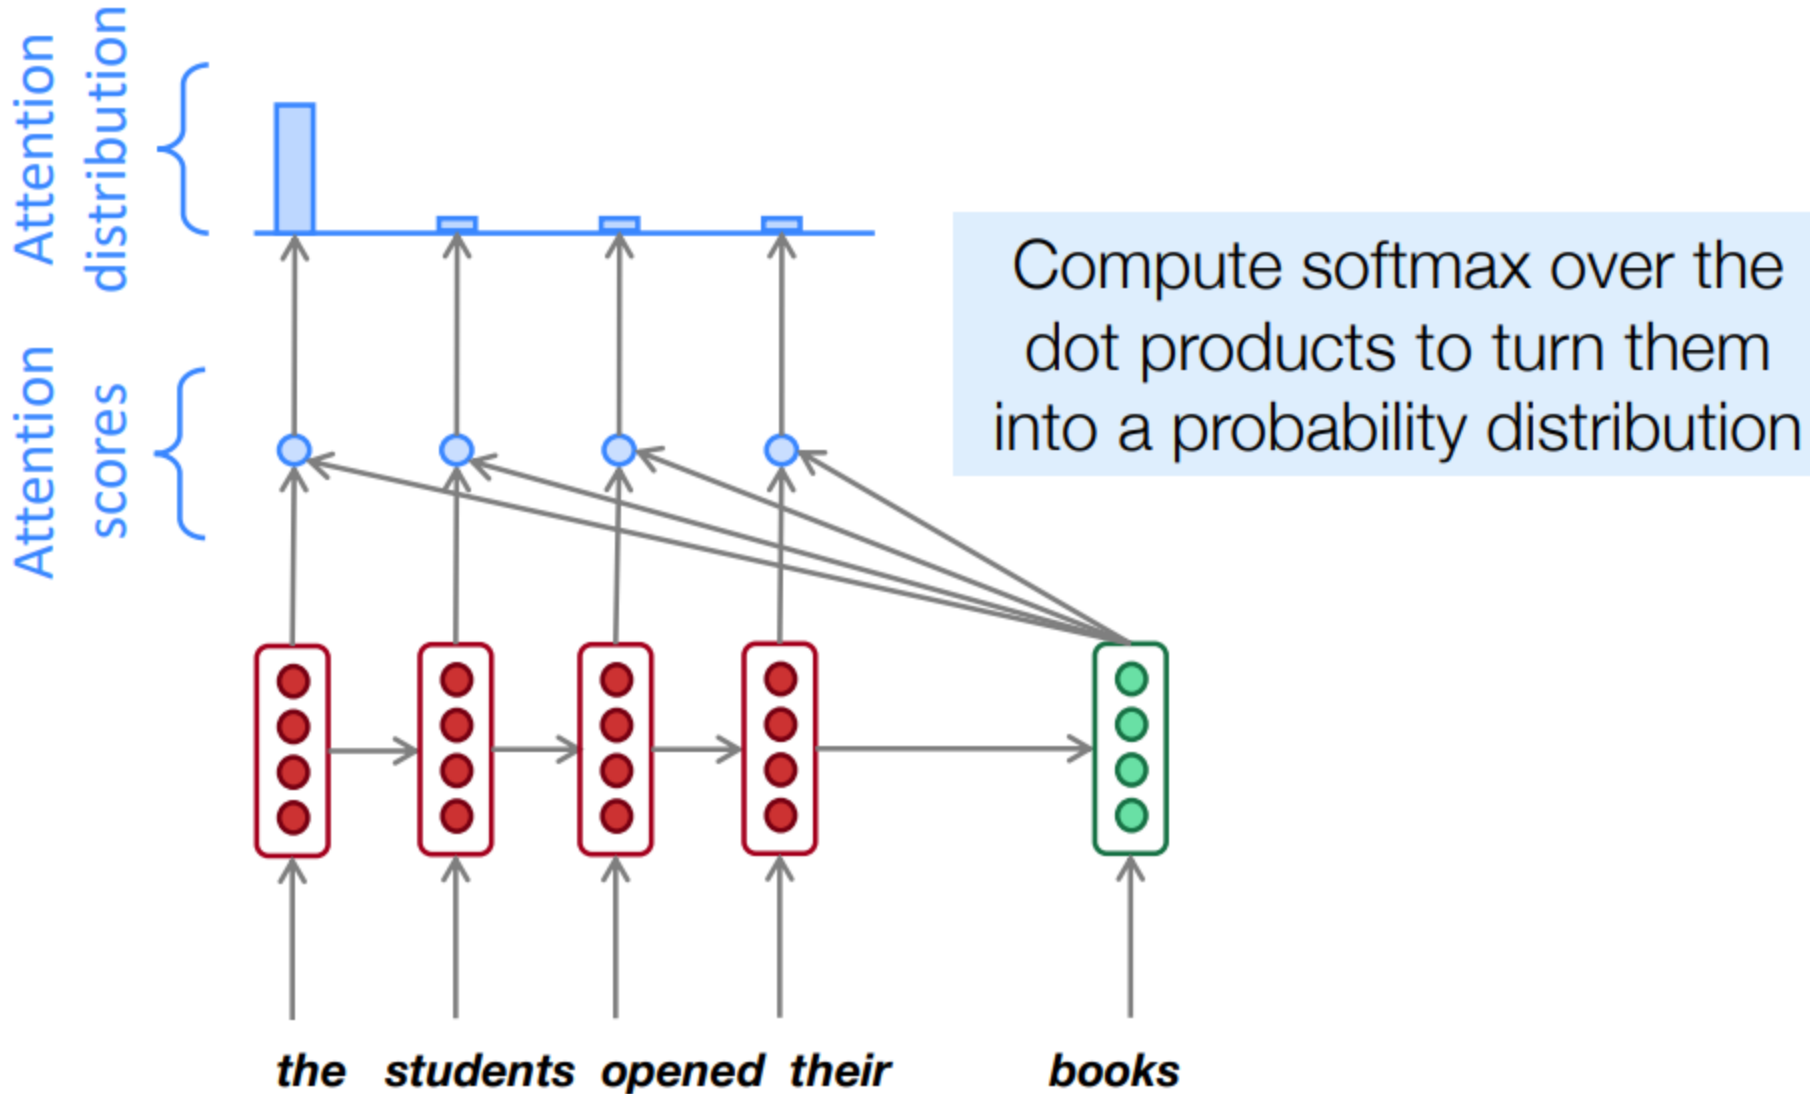 Attention
distribution
Attention
scores
Compute softmax over the
dot products to turn them
into a probability distribution
the students opened their books